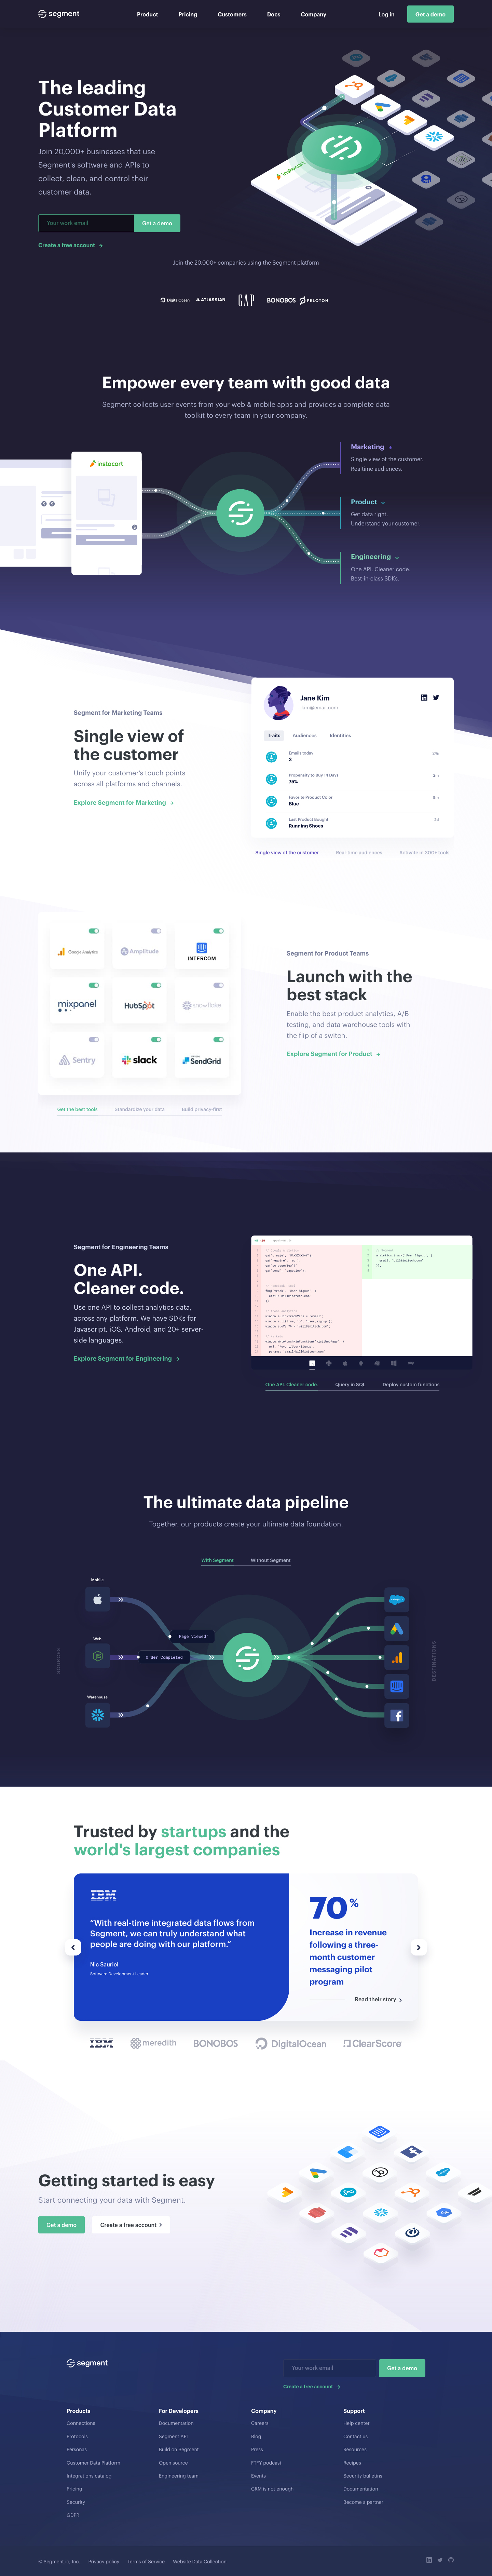 segment
Product
Pricing
Customers
Docs
Company
Log in
Get a demo
The leading
Customer Data
Platform
Join 20,000+ businesses that use
Segment's software and APIs to
collect, clean, and control their
customer data.
Your work email
Get a demo
Create a free account
instacart
Join the 20,000+ companies using the Segment platform
DigitalOcean
ATLASSIAN
GAP
BONOBOS
PELOTON
Empower every team with good data
Segment collects user events from your web & mobile apps and provides a complete data
toolkit to every team in your company.
instacart
Marketing
Single view of the customer.
Realtime audiences.
Product
Get data right.
Understand your customer.
Engineering
One API. Cleaner code.
Best-in-class SDKs.
Segment for Marketing Teams
Single view of
the customer
Unify your customer's touch points
across all platforms and channels.
Explore Segment for Marketing
Jane Kim
Traits
Audiences
Identities
Emails today
3
Propensity to Buy 14 Days
75%
Favorite Product Color
Blue
Last Product Bought
Running Shoes
Single view of the customer
Real-time audiences
Activate in 300+ tools
Google Analytics
Amplitude
INTERCOM
mixpanel
HubSpot
snowflake
Sentry
slack
SendGrid
Get the best tools
Standardize your data
Build privacy-first
Segment for Product Teams
Launch with the
best stack
Enable the best product analytics, A/B
testing, and data warehouse tools with
the flip of a switch.
Explore Segment for Product
Segment for Engineering Teams
One API.
Cleaner code.
Use one API to collect analytics data,
across any platform. We have SDKs for
Javascript, iOS, Android, and 20+ server-
side languages.
Explore Segment for Engineering
One API. Cleaner code.
Query in SQL
Deploy custom functions
The ultimate data pipeline
Together, our products create your ultimate data foundation.
With Segment
Without Segment
Mobile
Web
Warehouse
SOURCES
'Page Viewed'
'Order Completed'
DESTINATIONS
Trusted by startups and the
world's largest companies
IBM
“With real-time integrated data flows from
Segment, we can truly understand what
people are doing with our platform.”
Nic Sauriol
Software Development Leader
70%
Increase in revenue
following a three-
month customer
messaging pilot
program
Read their story
IBM
meredith
BONOBOS
DigitalOcean
ClearScore
Getting started is easy
Start connecting your data with Segment.
Get a demo
Create a free account
segment
Your work email
Get a demo
Create a free account
Products
Connections
Protocols
Personas
Customer Data Platform
Integrations catalog
Pricing
Security
GDPR
For Developers
Documentation
Segment API
Build on Segment
Open source
Engineering team
Company
Careers
Blog
Press
FTFY podcast
Events
CRM is not enough
Support
Help center
Contact us
Resources
Recipes
Security bulletins
Documentation
Become a partner
© Segment.io, Inc.
Privacy policy
Terms of Service
Website Data Collection